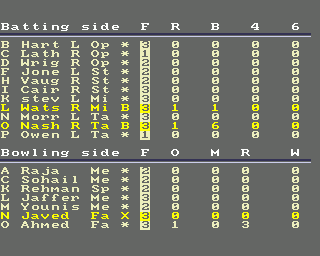 Batting side F R B 4 6
B Hart L Op * 3 0 0 0 0
C Lath R Op * 1 0 0 0 0
D Wrig R Op * 2 0 0 0 0
F Jone L St * 2 0 0 0 0
H Vaug R St * 2 0 0 0 0
I Cair R St * 3 0 0 0 0
K stev L Mi * 3 0 0 0 0
L Wats R Mi B 3 1 1 0 0
N Morr L Ta * 3 0 0 0 0
O Nash R Ta B 3 1 6 0 0
P Owen L Ta * 1 0 0 0 0
Bowling side F O M R W
A Raja Me * 2 0 0 0 0
C Sohail Me * 2 0 0 0 0
K Rehman Sp * 2 0 0 0 0
L Jaffer Me * 3 0 0 0 0
M Younis Me * 2 0 0 0 0
N Javed Fa X 3 0 0 0 0
O Ahmed Fa * 3 1 0 3 0